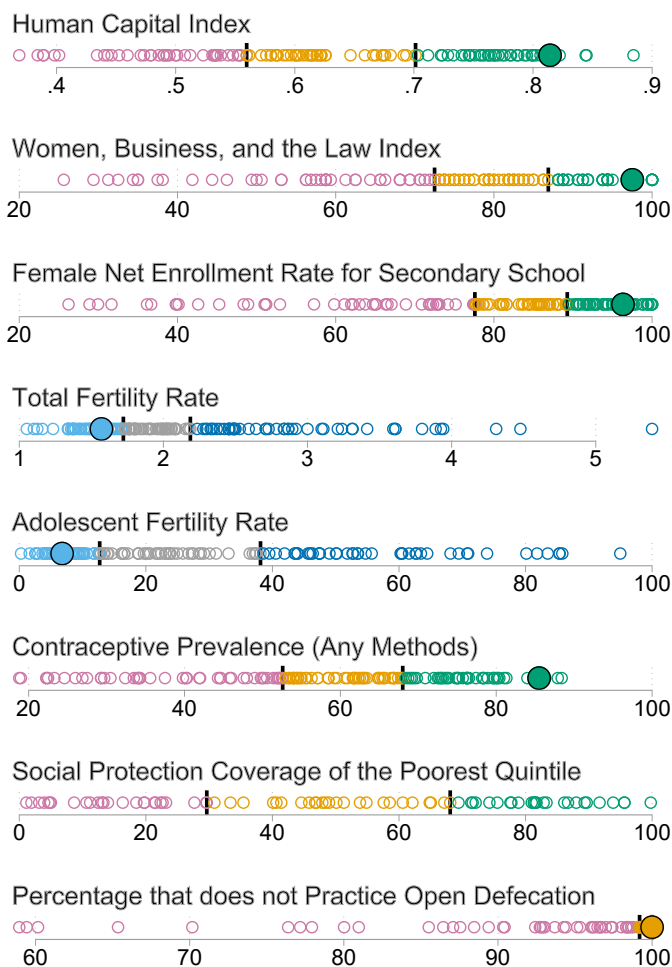 Human Capital Index
.4 .5 .6 .7 .8 .9
Women, Business, and the Law Index
20 40 60 80 100
Female Net Enrollment Rate for Secondary School
20 40 60 80 100
Total Fertility Rate
1 2 3 4 5
Adolescent Fertility Rate
0 20 40 60 80 100
Contraceptive Prevalence (Any Methods)
20 40 60 80 100
Social Protection Coverage of the Poorest Quintile
0 20 40 60 80 100
Percentage that does not Practice Open Defecation
60 70 80 90 100